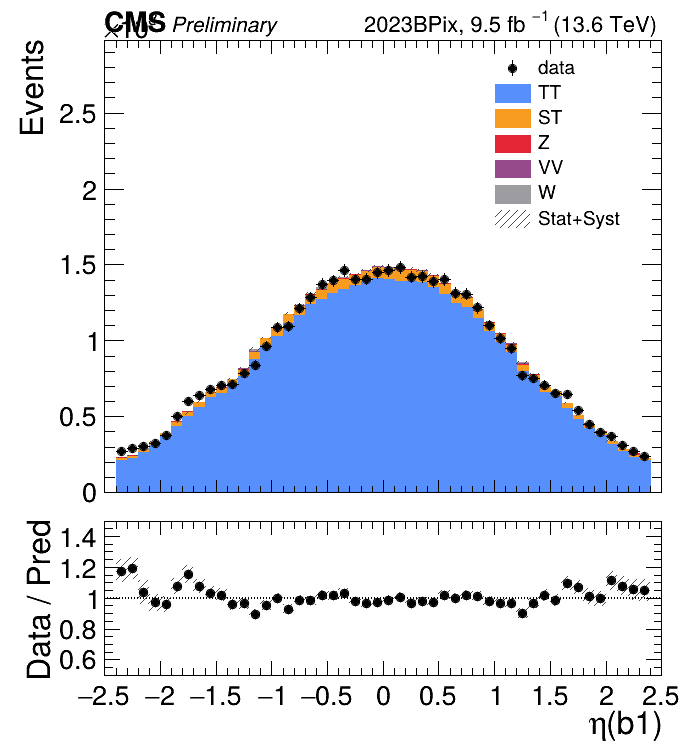 CMS Preliminary 2023BPix, 9.5 fb⁻¹ (13.6 TeV)
Events
2.5
2
1.5
1
0.5
0
data
TT
ST
Z
VV
W
Stat+Syst
Data / Pred
1.4
1.2
1
0.8
0.6
−2.5 −2 −1.5 −1 −0.5 0 0.5 1 1.5 2 2.5
η(b1)